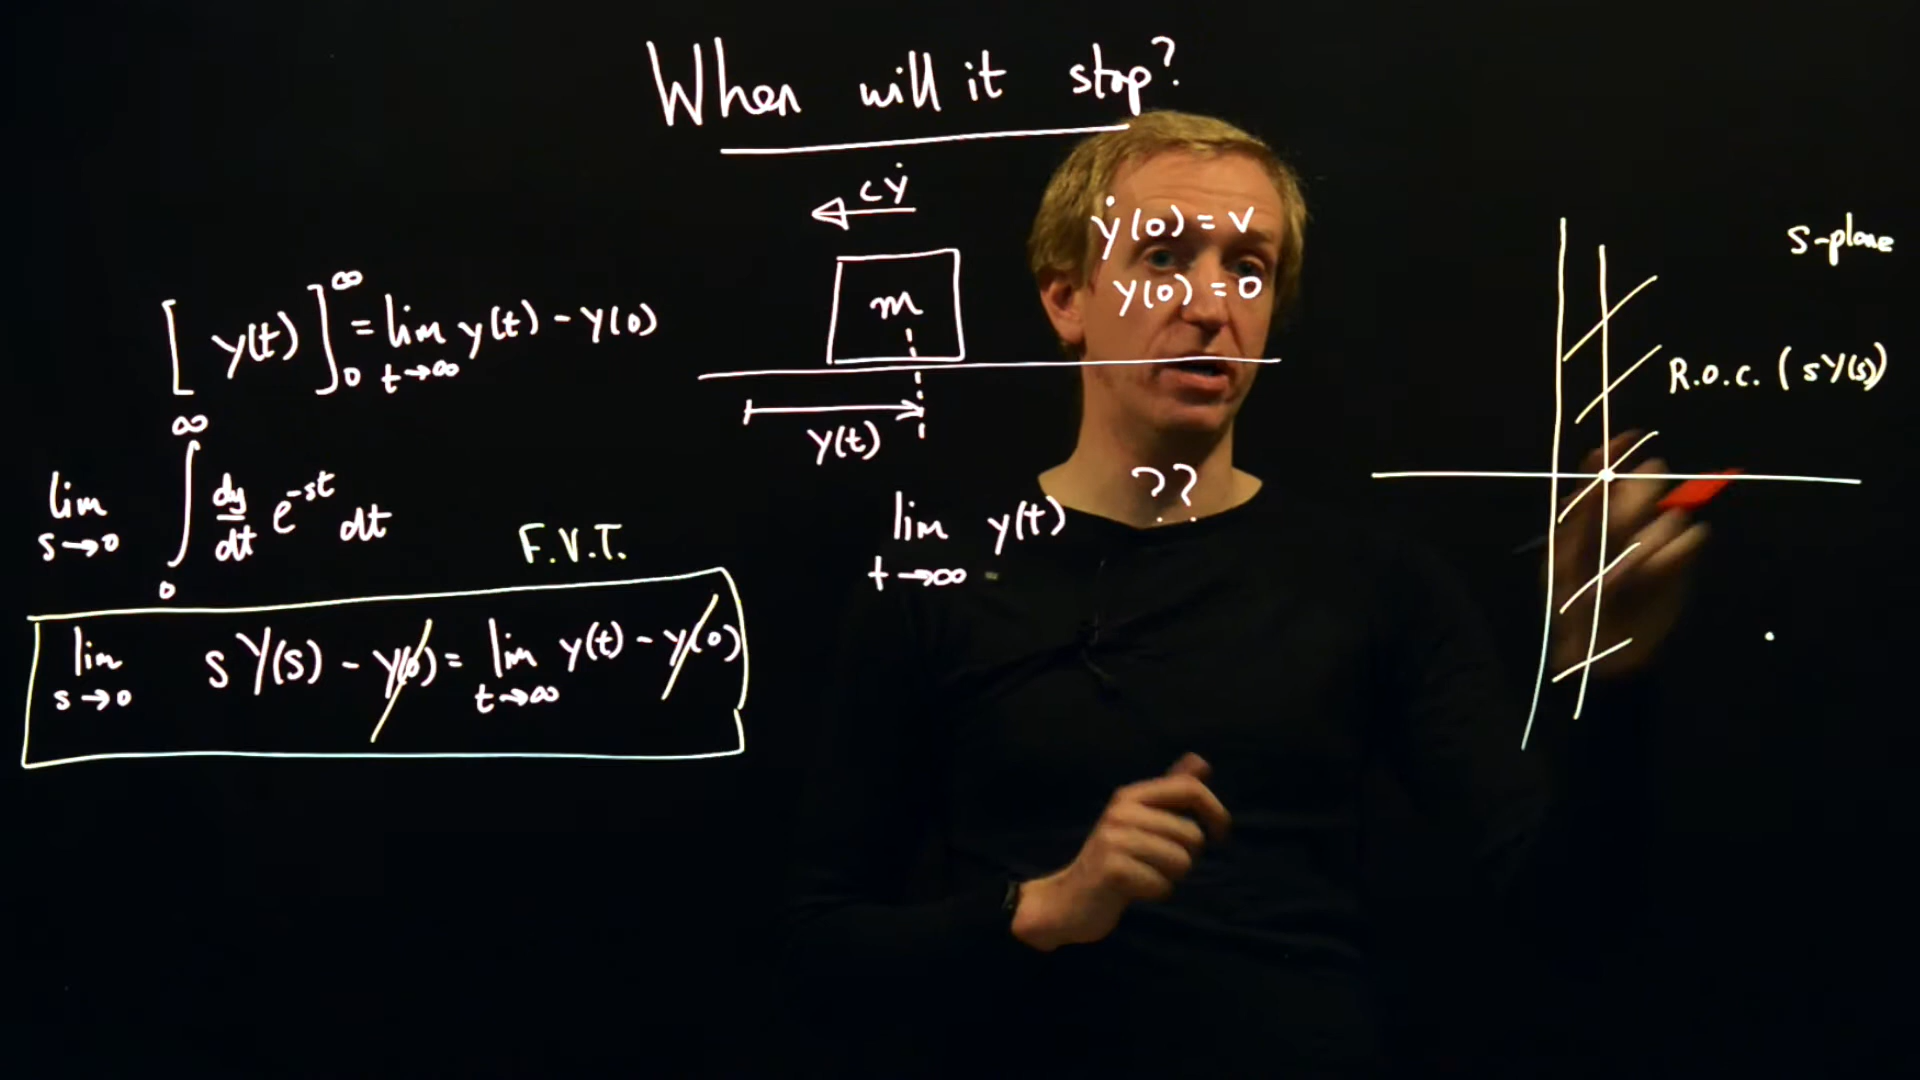 When will it stop?
cẏ
m
y(t)
ẏ(0) = v
y(0) = 0
lim y(t) ??
t→∞
[y(t)]₀^∞ = lim y(t) - y(0)
t→∞
lim ∫₀^∞ dy/dt e^-st dt
s→0
F.V.T.
lim sY(s) - y(0) = lim y(t) - y(0)
s→0 t→∞
s-plane
R.o.c. (sY(s))